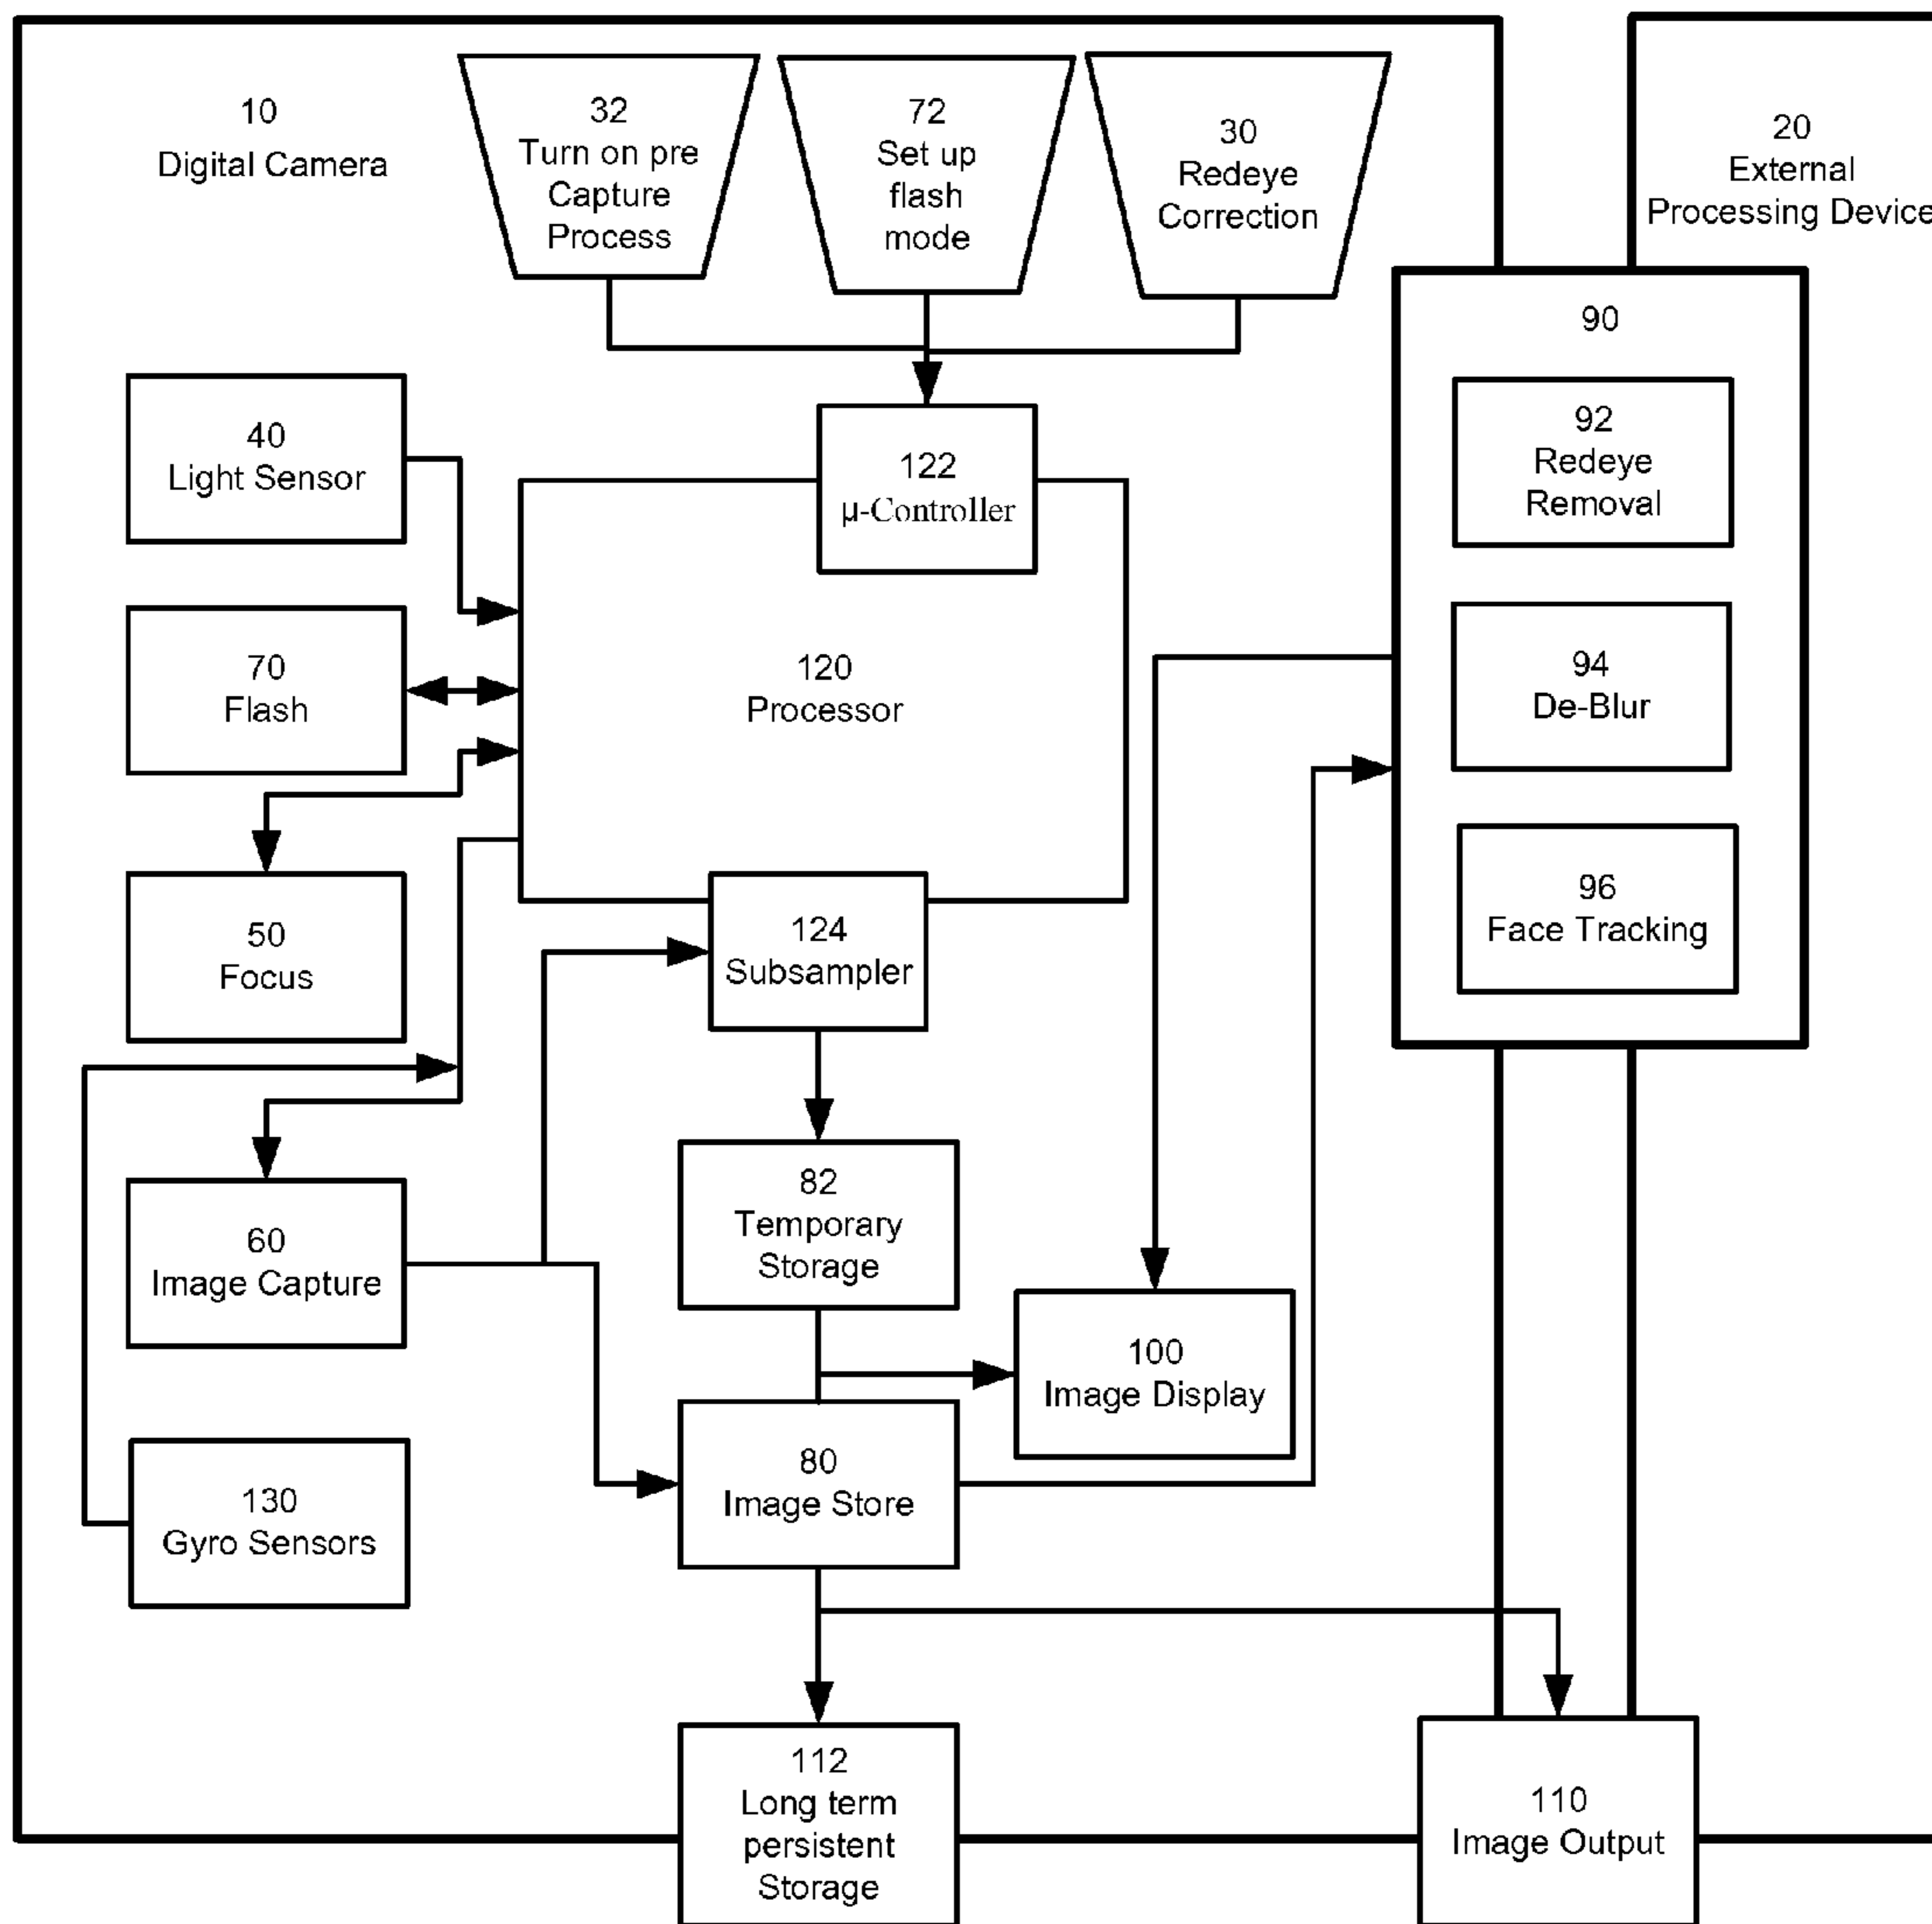 10
Digital Camera
32
Turn on pre
Capture
Process
72
Set up
flash
mode
30
Redeye
Correction
20
External
Processing Device
90
92
Redeye
Removal
94
De-Blur
96
Face Tracking
40
Light Sensor
122
µ-Controller
70
Flash
120
Processor
50
Focus
124
Subsampler
82
Temporary
Storage
60
Image Capture
100
Image Display
80
Image Store
130
Gyro Sensors
112
Long term
persistent
Storage
110
Image Output